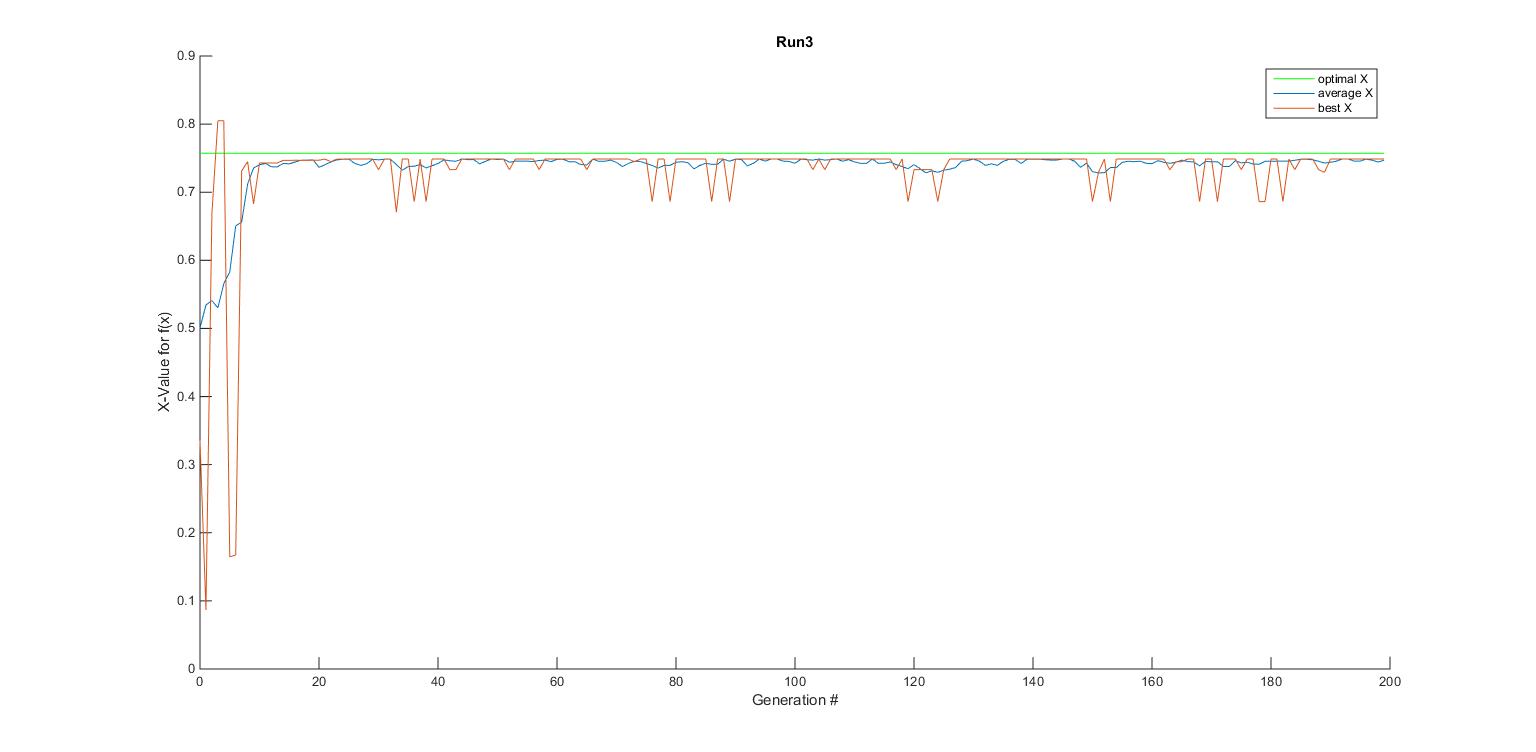 Run3
optimal X
average X
best X
0.9
0.8
0.7
0.6
0.5
0.4
0.3
0.2
0.1
0
X-Value for f(x)
0 20 40 60 80 100 120 140 160 180 200
Generation #